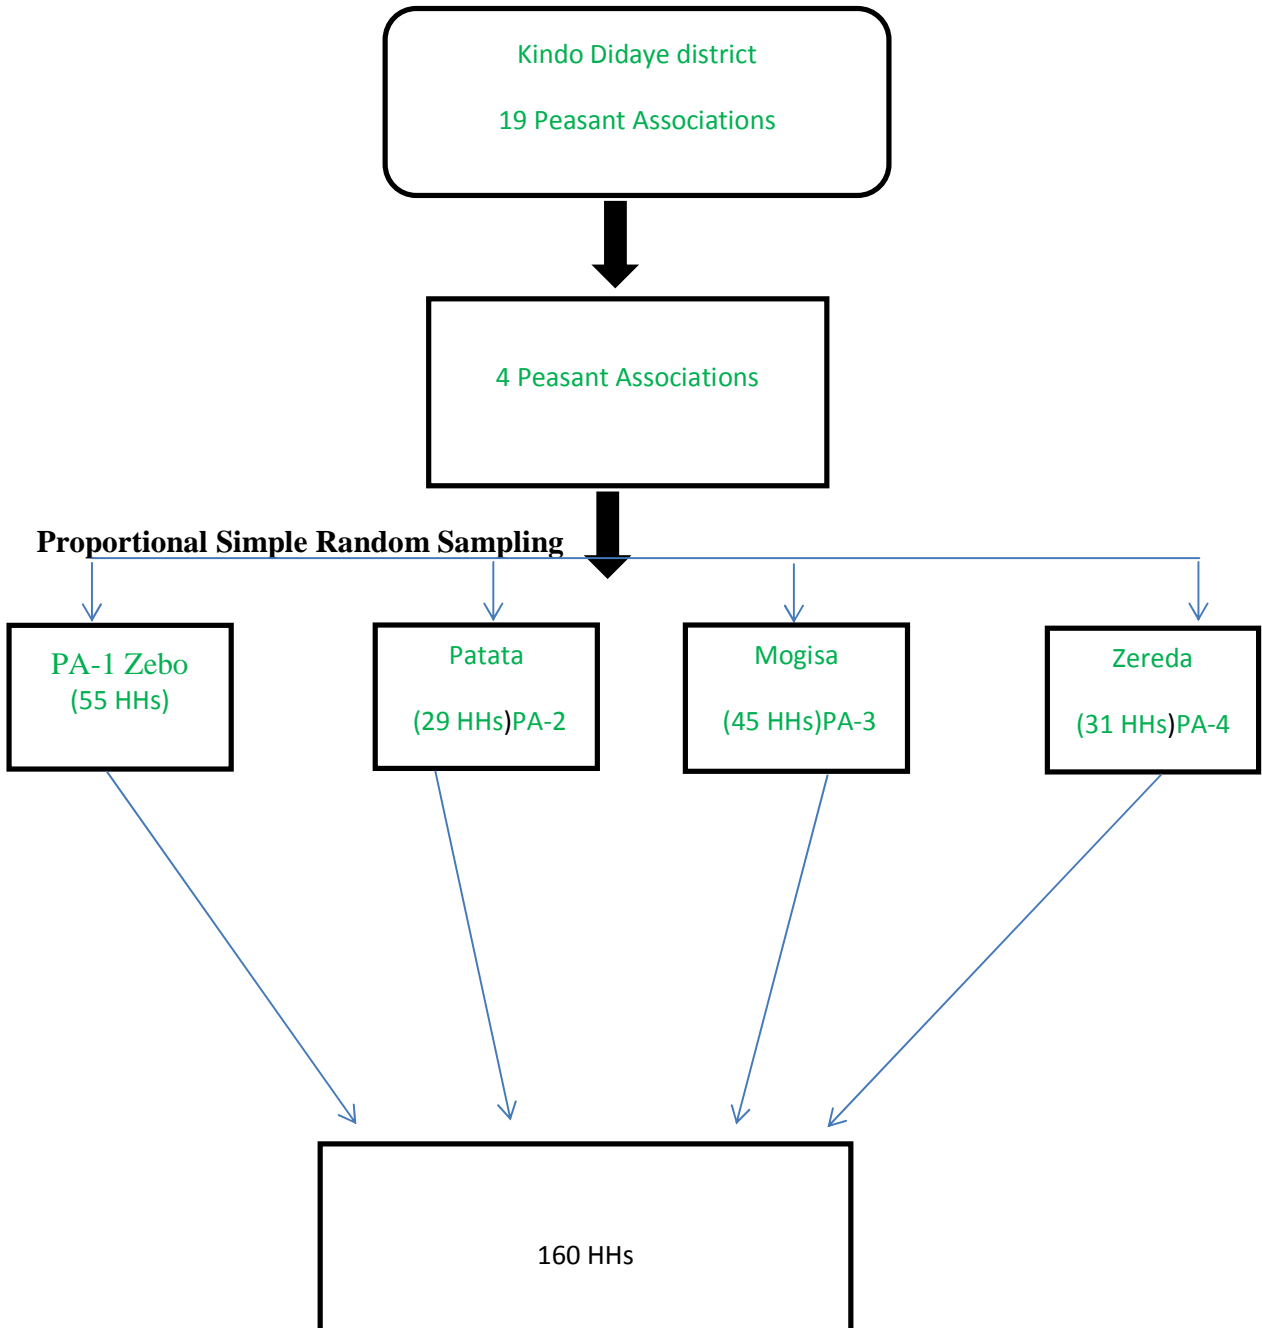 Kindo Didaye district
19 Peasant Associations
4 Peasant Associations
Proportional Simple Random Sampling
PA-1 Zebo
(55 HHs)
Patata
(29 HHs)PA-2
Mogisa
(45 HHs)PA-3
Zereda
(31 HHs)PA-4
160 HHs